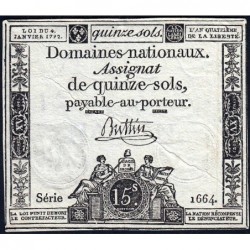 LOI DU 4.
JANVIER 1792.
quinze sols.
L'AN QUATRIÈME
DE LA LIBERTÉ
Domaines nationaux.
Assignat
de quinze sols,
payable au porteur.
Buttin
Série
15 s
1664.
LA LOI PUNIT DE MORT
LE CONTREFACTEUR.
LA NATION RÉCOMPENSE
LE DÉNONCIATEUR.